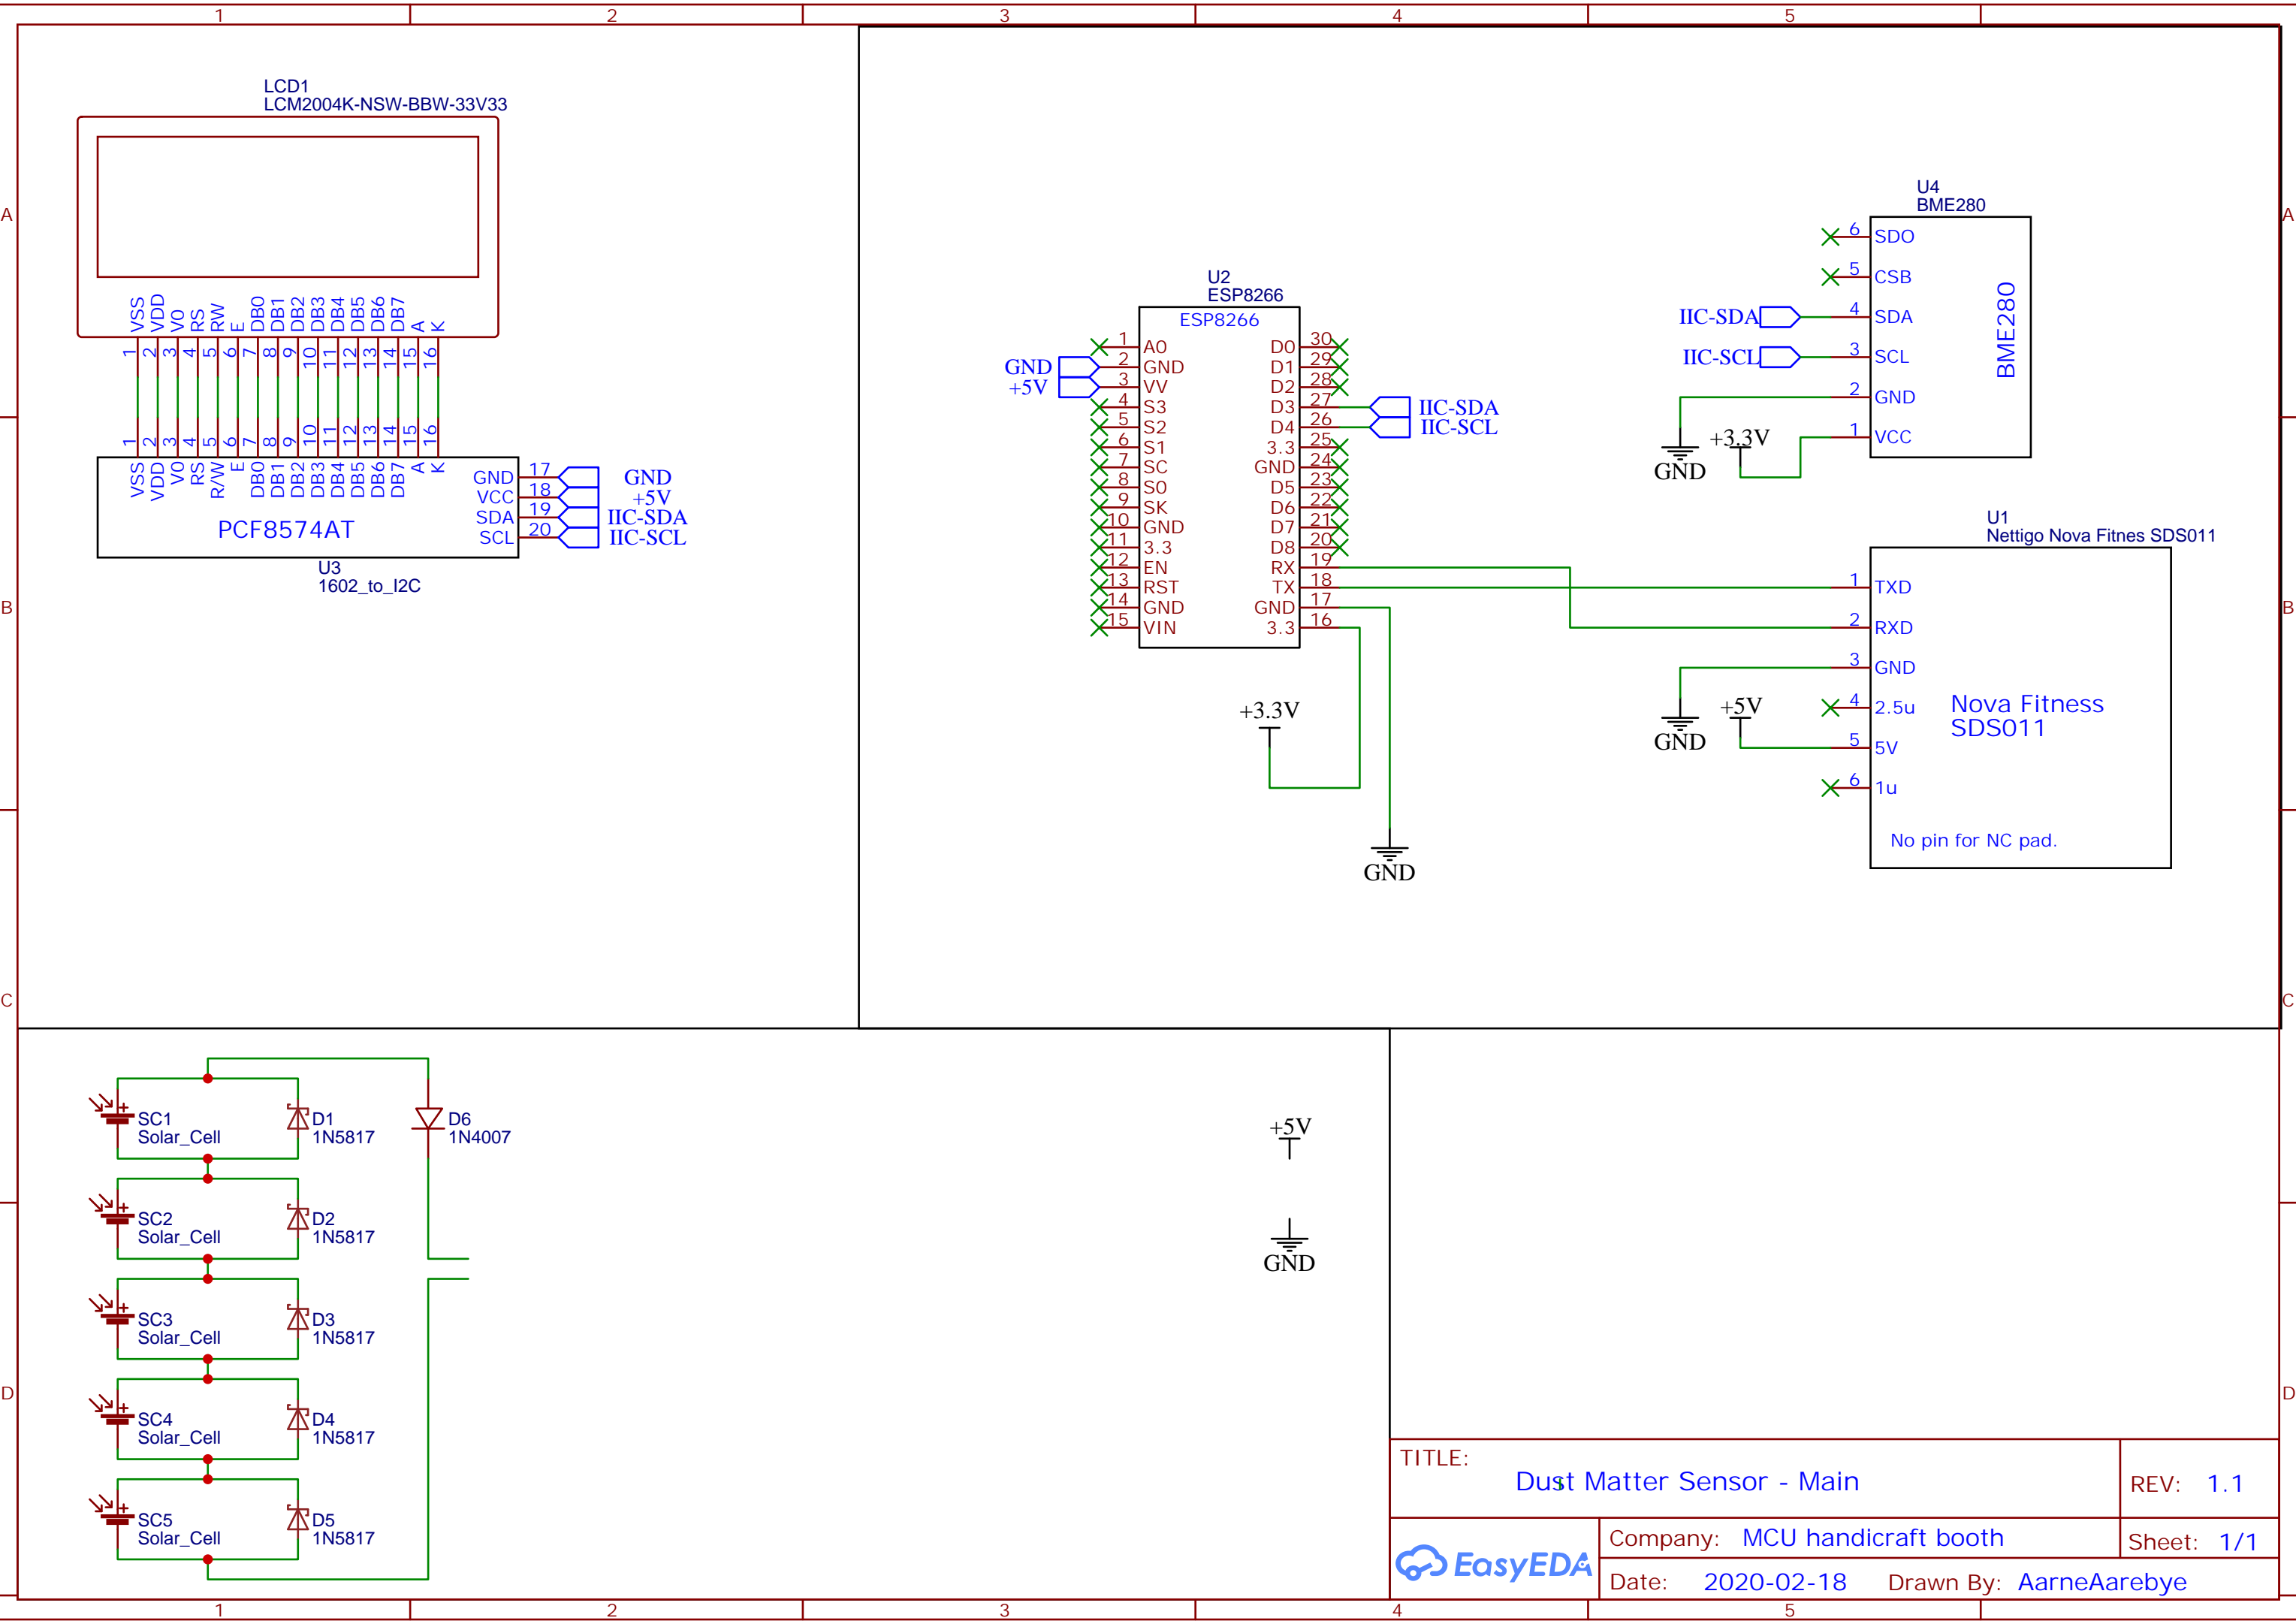 1 2 3 4 5
A A
B B
C C
D D
1 2 3 4 5
LCD1
LCM2004K-NSW-BBW-33V33
VSS VDD V0 RS RW E DB0 DB1 DB2 DB3 DB4 DB5 DB6 DB7 A K
1 2 3 4 5 6 7 8 9 10 11 12 13 14 15 16
1 2 3 4 5 6 7 8 9 10 11 12 13 14 15 16
VSS VDD V0 RS R/W E DB0 DB1 DB2 DB3 DB4 DB5 DB6 DB7 A K
GND 17 GND
VCC 18 +5V
SDA 19 IIC-SDA
SCL 20 IIC-SCL
PCF8574AT
U3
1602_to_I2C
U2
ESP8266
ESP8266
1 A0 D0 30
GND 2 GND D1 29
+5V 3 VV D2 28
4 S3 D3 27 IIC-SDA
5 S2 D4 26 IIC-SCL
6 S1 3.3 25
7 SC GND 24
8 S0 D5 23
9 SK D6 22
10 GND D7 21
11 3.3 D8 20
12 EN RX 19
13 RST TX 18
14 GND GND 17
15 VIN 3.3 16
+3.3V
GND
U4
BME280
6 SDO
5 CSB
IIC-SDA 4 SDA
IIC-SCL 3 SCL
2 GND
1 VCC
BME280
+3.3V
GND
U1
Nettigo Nova Fitnes SDS011
1 TXD
2 RXD
3 GND
4 2.5u
5 5V
6 1u
Nova Fitness
SDS011
No pin for NC pad.
+5V
GND
SC1
Solar_Cell
D1
1N5817
D6
1N4007
SC2
Solar_Cell
D2
1N5817
SC3
Solar_Cell
D3
1N5817
SC4
Solar_Cell
D4
1N5817
SC5
Solar_Cell
D5
1N5817
+5V
GND
TITLE:
Dust Matter Sensor - Main
REV: 1.1
EasyEDA
Company: MCU handicraft booth
Sheet: 1/1
Date: 2020-02-18 Drawn By: AarneAarebye